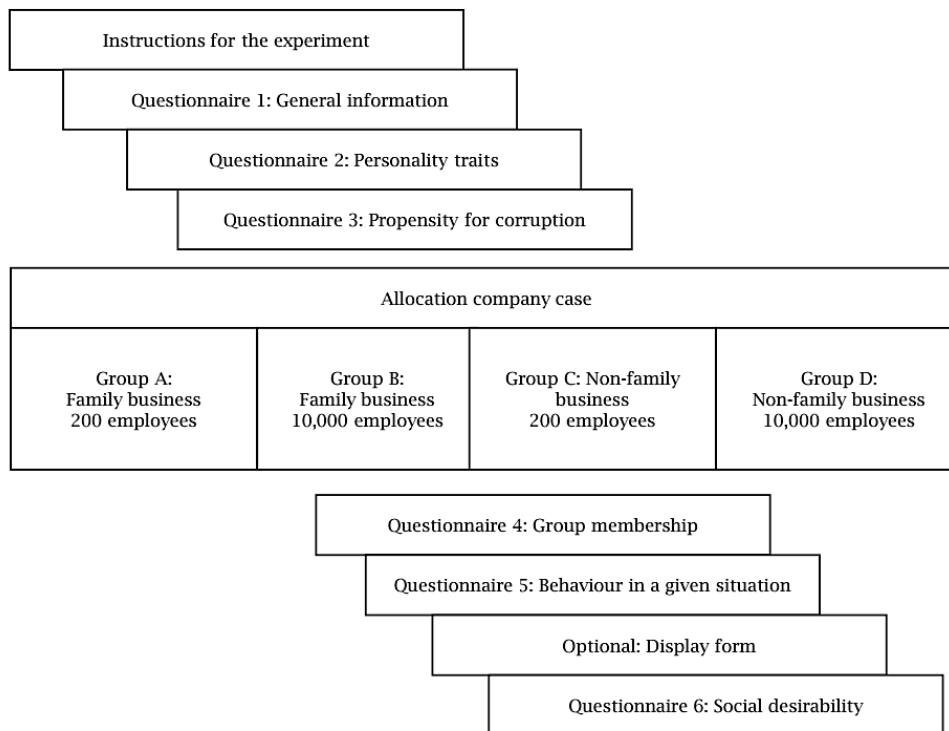 Instructions for the experiment
Questionnaire 1: General information
Questionnaire 2: Personality traits
Questionnaire 3: Propensity for corruption
Allocation company case
Group A:
Family business
200 employees
Group B:
Family business
10,000 employees
Group C: Non-family
business
200 employees
Group D:
Non-family business
10,000 employees
Questionnaire 4: Group membership
Questionnaire 5: Behaviour in a given situation
Optional: Display form
Questionnaire 6: Social desirability